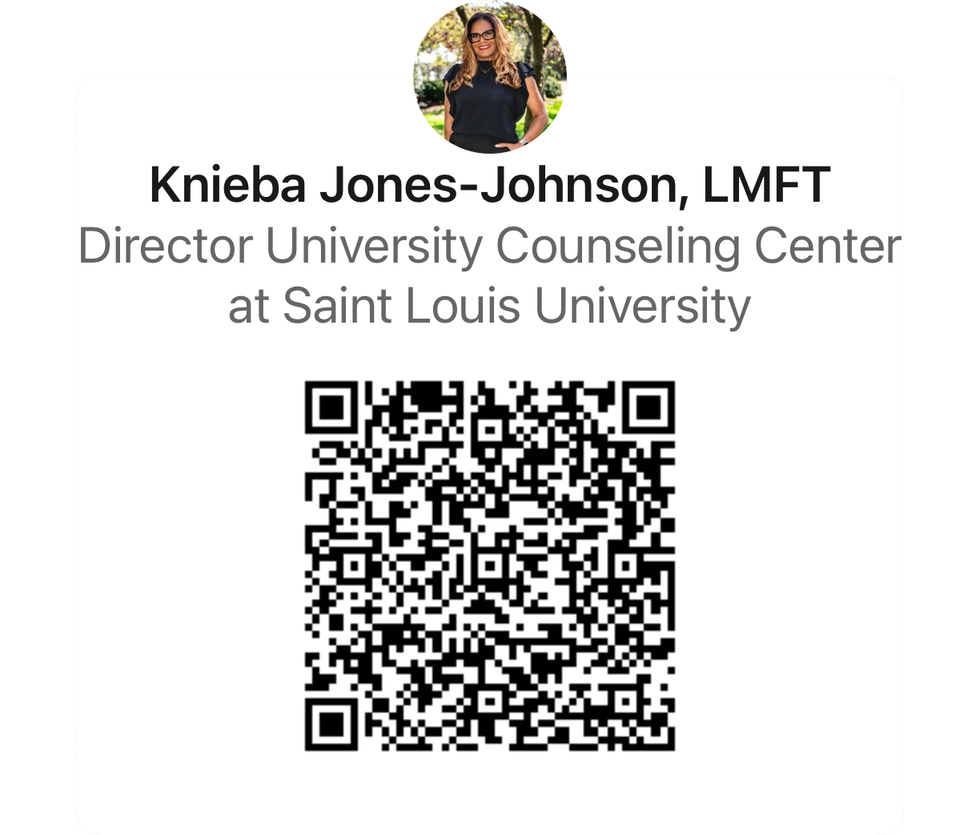 Knieba Jones-Johnson, LMFT
Director University Counseling Center
at Saint Louis University